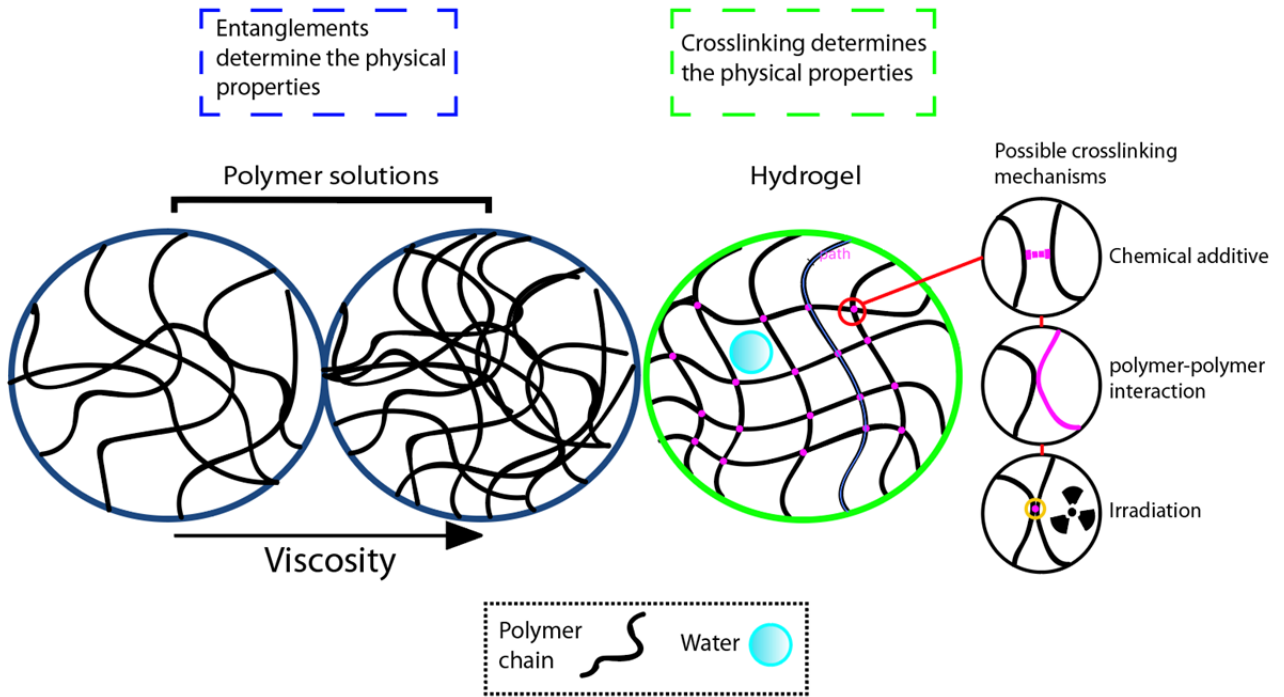 Entanglements
determine the physical
properties
Crosslinking determines
the physical properties
Polymer solutions
Hydrogel
Possible crosslinking
mechanisms
path
Chemical additive
polymer-polymer
interaction
Irradiation
Viscosity
Polymer
chain
Water